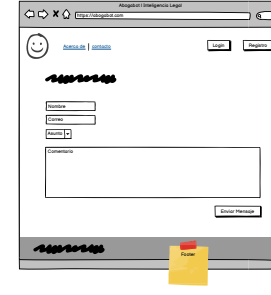 Abogabot | Inteligencia Legal
https://abogabot.com
Acerca de | contacto
Login
Registro
Nombre
Correo
Asunto
Comentario
Enviar Mensaje
Footer